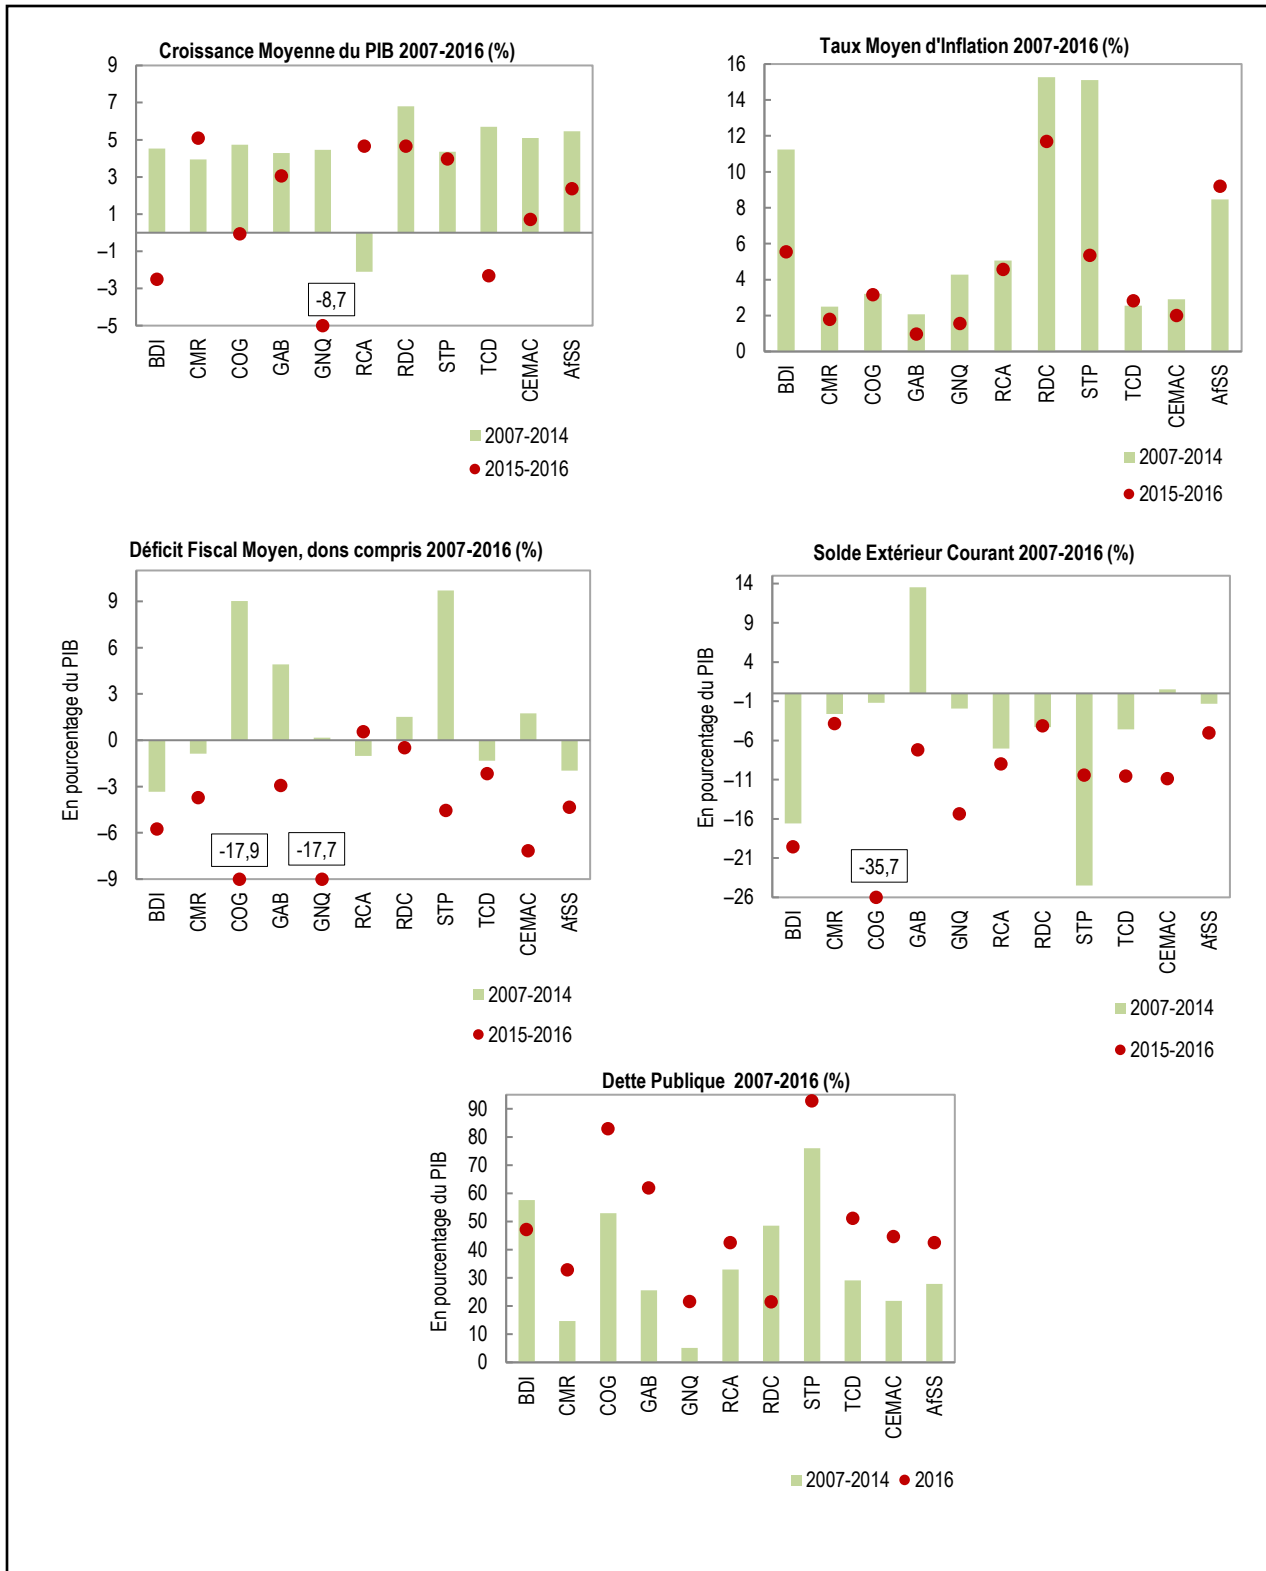 Croissance Moyenne du PIB 2007-2016 (%)
9
7
5
3
1
–1
–3
–5
-8,7
BDI
CMR
COG
GAB
GNQ
RCA
RDC
STP
TCD
CEMAC
AfSS
2007-2014
2015-2016
Taux Moyen d'Inflation 2007-2016 (%)
16
14
12
10
8
6
4
2
0
BDI
CMR
COG
GAB
GNQ
RCA
RDC
STP
TCD
CEMAC
AfSS
2007-2014
2015-2016
Déficit Fiscal Moyen, dons compris 2007-2016 (%)
En pourcentage du PIB
9
6
3
0
–3
–6
–9
-17,9
-17,7
BDI
CMR
COG
GAB
GNQ
RCA
RDC
STP
TCD
CEMAC
AfSS
2007-2014
2015-2016
Solde Extérieur Courant 2007-2016 (%)
En pourcentage du PIB
14
9
4
–1
–6
–11
–16
–21
–26
-35,7
BDI
CMR
COG
GAB
GNQ
RCA
RDC
STP
TCD
CEMAC
AfSS
2007-2014
2015-2016
Dette Publique 2007-2016 (%)
En pourcentage du PIB
90
80
70
60
50
40
30
20
10
0
BDI
CMR
COG
GAB
GNQ
RCA
RDC
STP
TCD
CEMAC
AfSS
2007-2014 2016